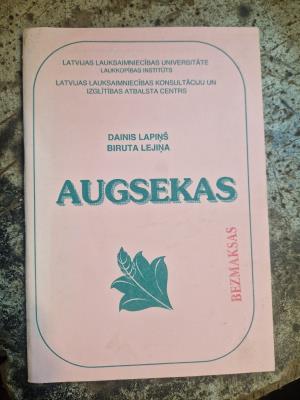 LATVIJAS LAUKSAIMNIECĪBAS UNIVERSITĀTE
LAUKKOPĪBAS INSTITŪTS
LATVIJAS LAUKSAIMNIECĪBAS KONSULTĀCIJU UN
IZGLĪTĪBAS ATBALSTA CENTRS
DAINIS LAPIŅŠ
BIRUTA LEJIŅA
AUGSEKAS
BEZMAKSAS